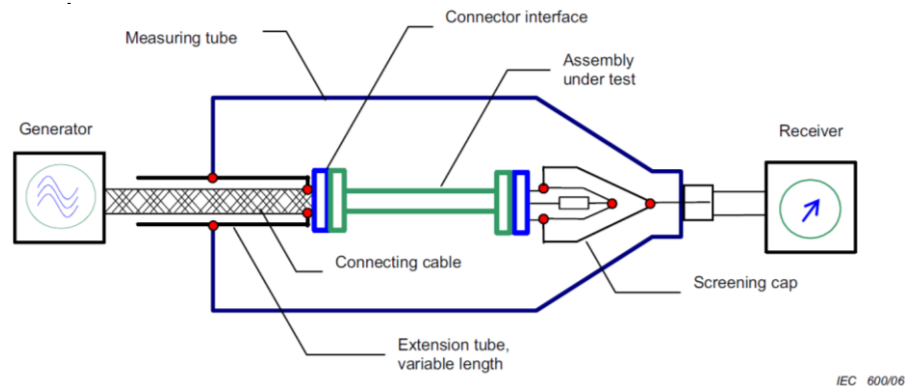 Connector interface
Measuring tube
Assembly
under test
Generator
Receiver
Connecting cable
Screening cap
Extension tube,
variable length
IEC 600/06